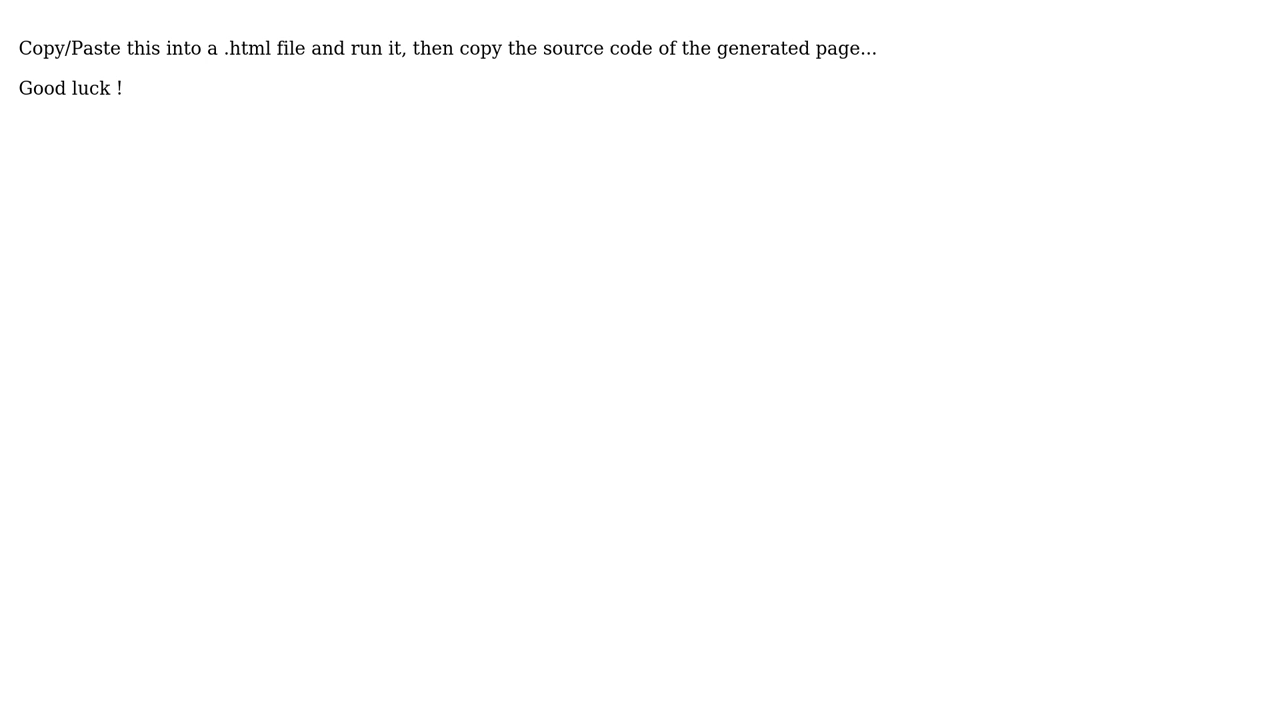 Copy/Paste this into a .html file and run it, then copy the source code of the generated page...
Good luck !